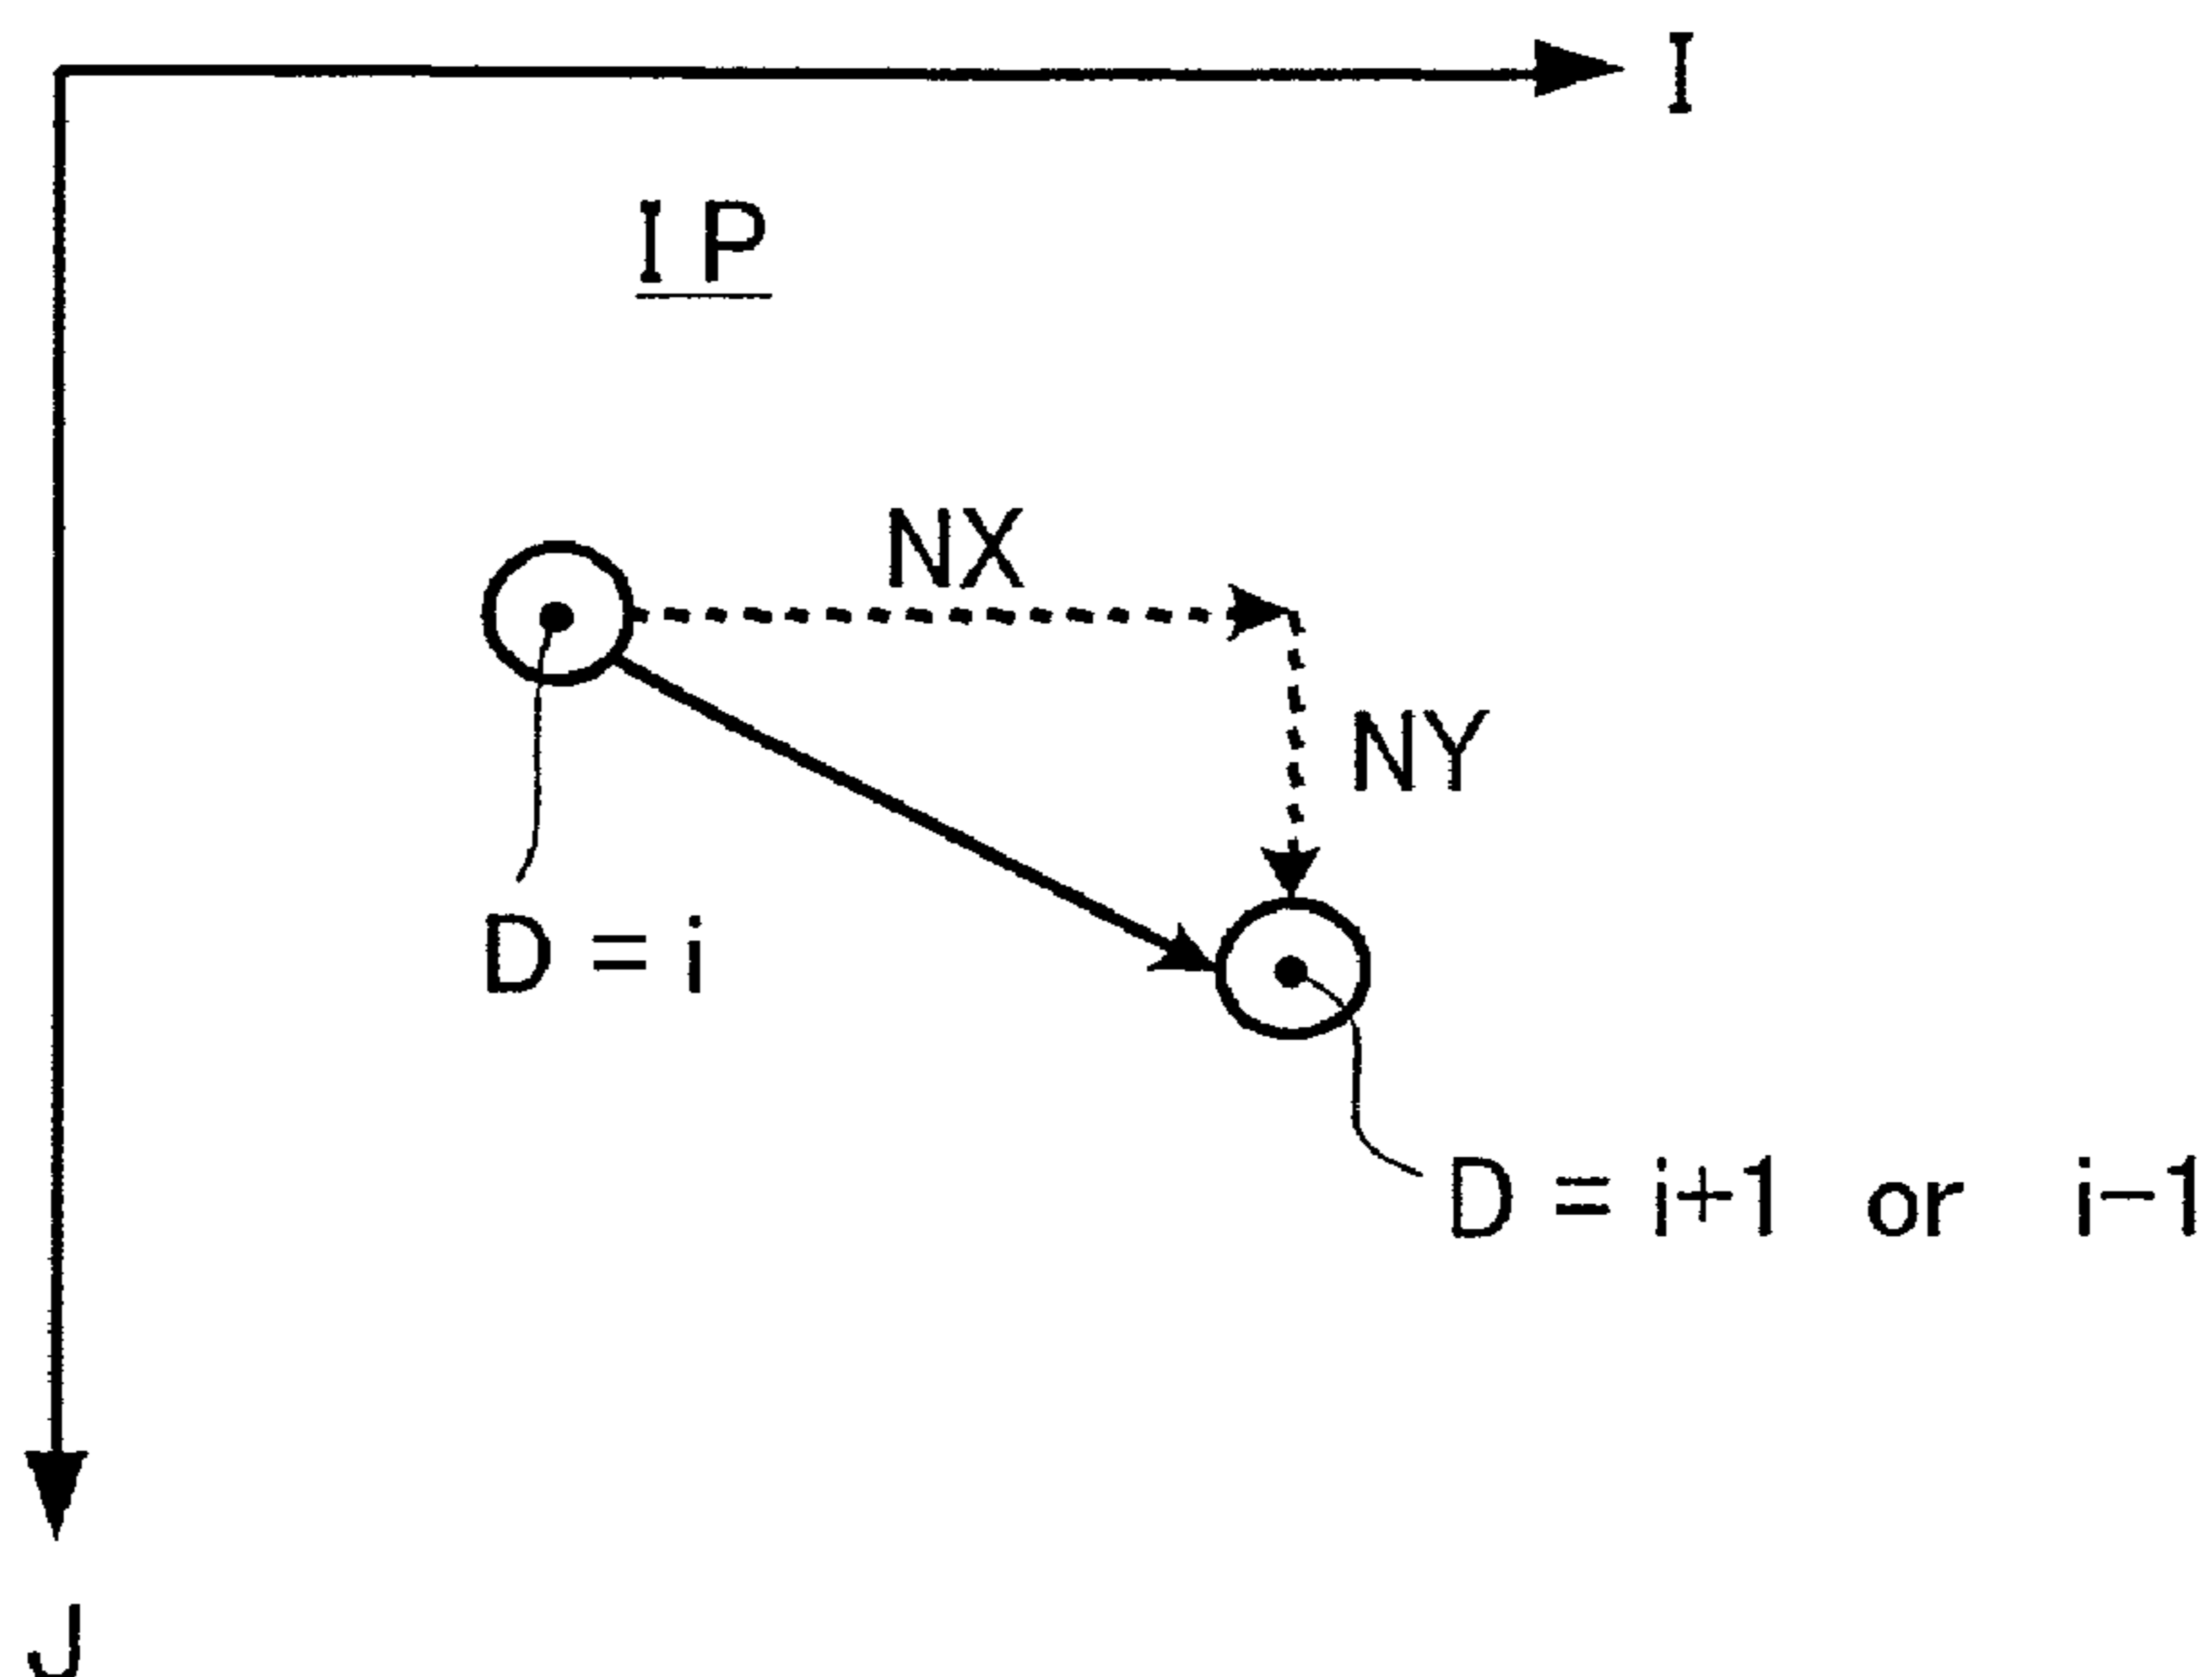 I
IP
NX
NY
D = i
D = i+1 or i-1
J